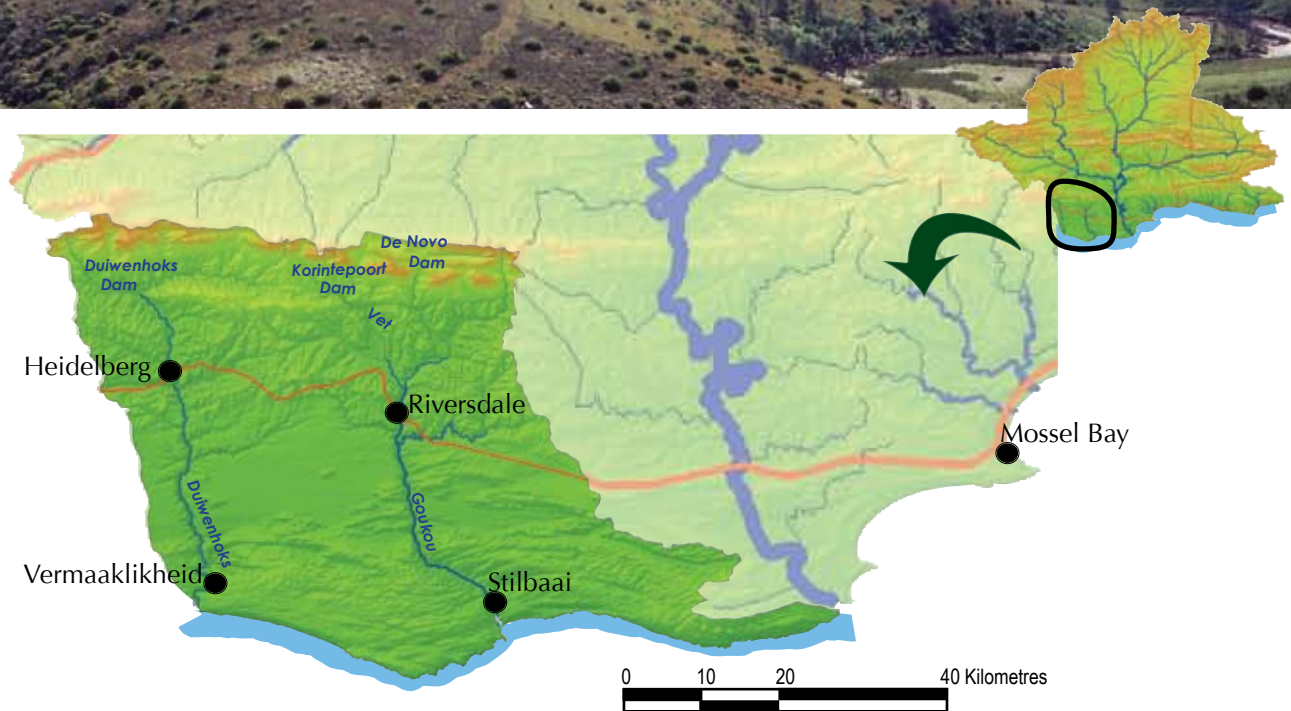 De Novo
Dam
Duiwenhoks
Dam
Korintepoort
Dam
Vet
Heidelberg
Riversdale
Mossel Bay
Duiwenhoks
Goukou
Vermaaklikheid
Stilbaai
0 10 20 40 Kilometres